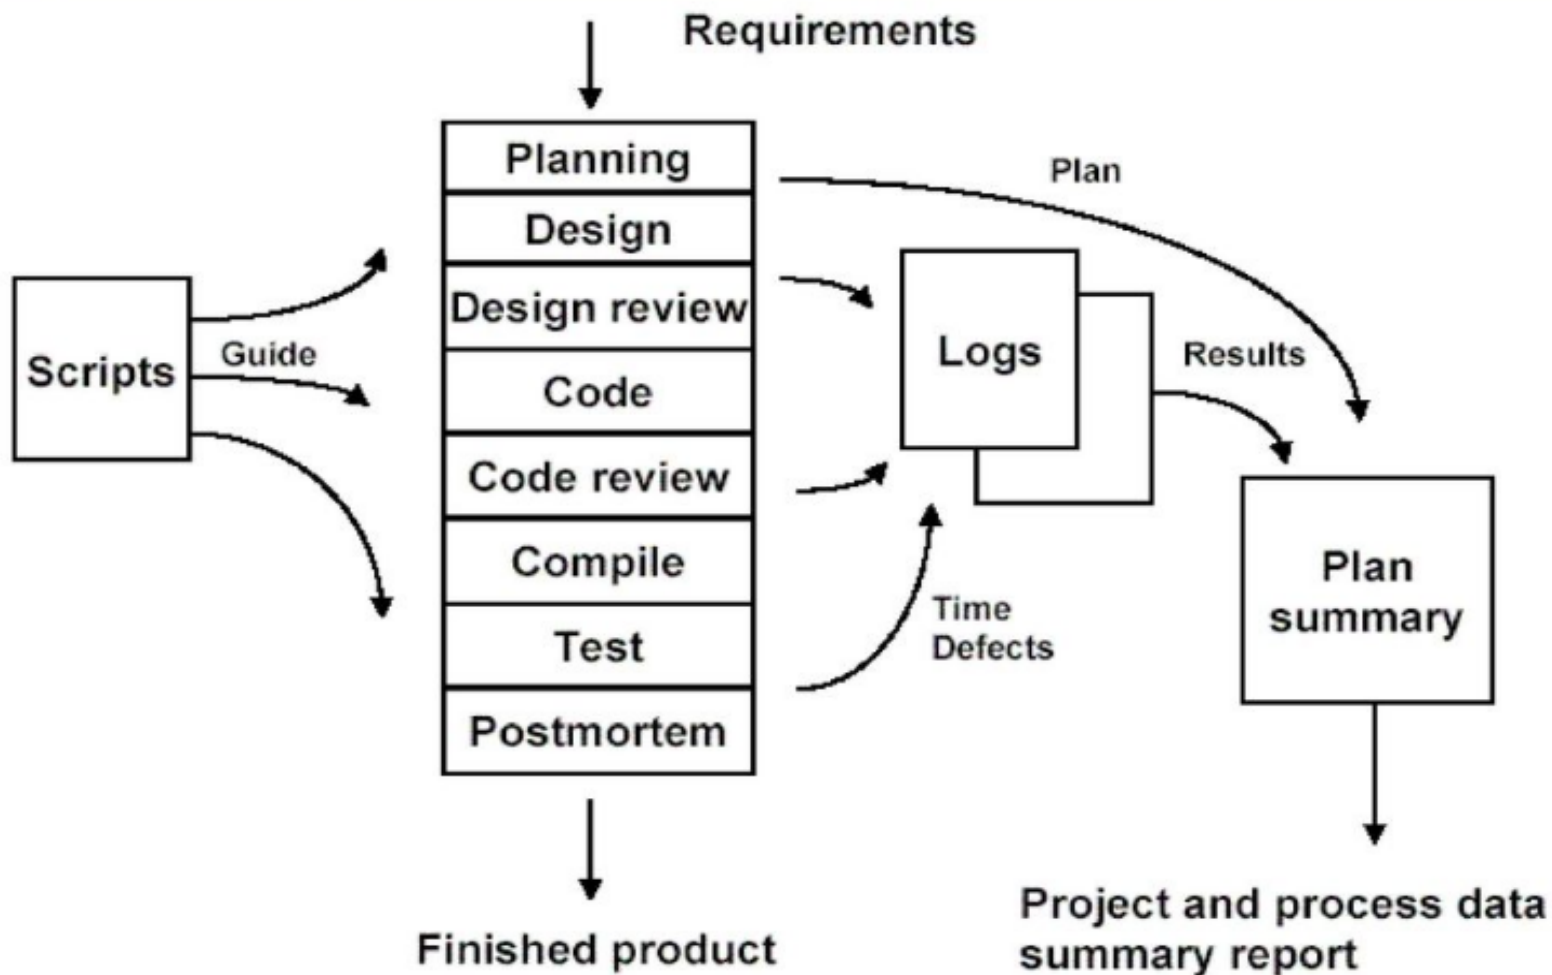 Requirements
Planning
Design
Design review
Code
Code review
Compile
Test
Postmortem
Finished product
Scripts
Guide
Plan
Logs
Results
Time
Defects
Plan
summary
Project and process data
summary report